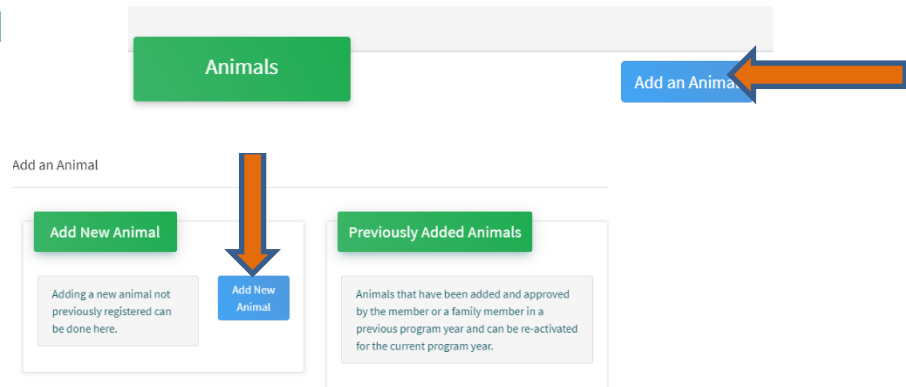 Animals
Add an Animal
Add an Animal
Add New Animal
Previously Added Animals
Adding a new animal not
previously registered can
be done here.
Add New
Animal
Animals that have been added and approved
by the member or a family member in a
previous program year and can be re-activated
for the current program year.